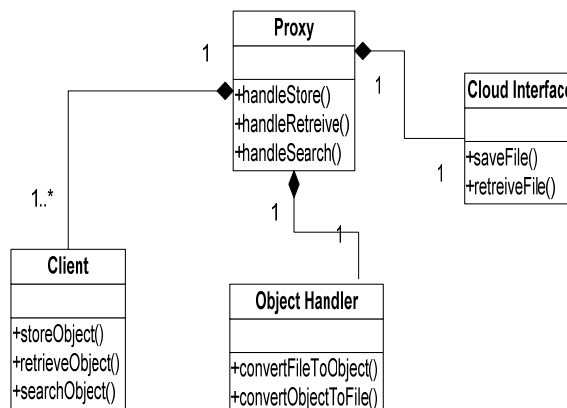 Proxy
+handleStore()
+handleRetreive()
+handleSearch()
1
1
Cloud Interface
+saveFile()
+retreiveFile()
1
1..*
1
1
Client
+storeObject()
+retrieveObject()
+searchObject()
Object Handler
+convertFileToObject()
+convertObjectToFile()